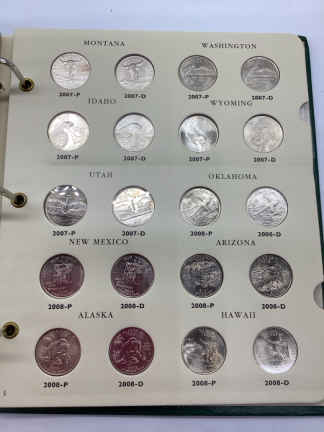 MONTANA WASHINGTON
2007-P 2007-D 2007-P 2007-D
IDAHO WYOMING
2007-P 2007-D 2007-P 2007-D
UTAH OKLAHOMA
2007-P 2007-D 2008-P 2008-D
NEW MEXICO ARIZONA
2008-P 2008-D 2008-P 2008-D
ALASKA HAWAII
2008-P 2008-D 2008-P 2008-D